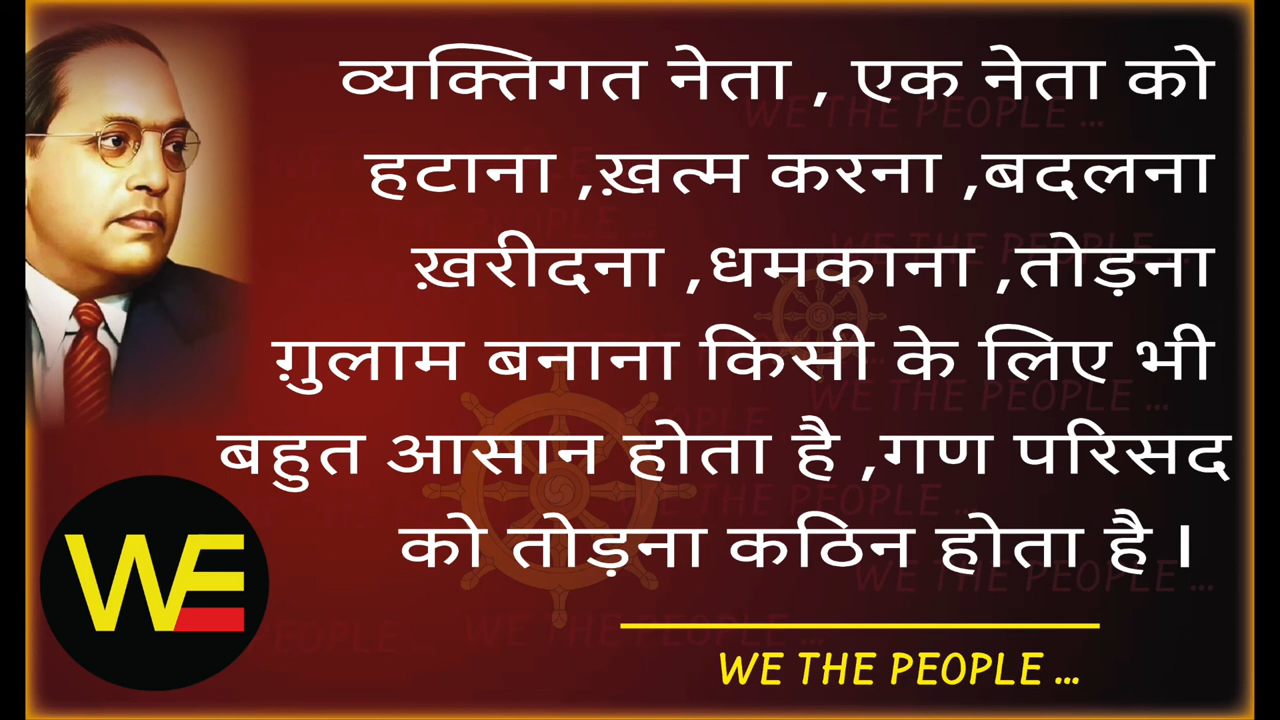 व्यक्तिगत नेता , एक नेता को
हटाना ,ख़त्म करना ,बदलना
ख़रीदना ,धमकाना ,तोड़ना
ग़ुलाम बनाना किसी के लिए भी
बहुत आसान होता है ,गण परिसद
को तोड़ना कठिन होता है।
WE
WE THE PEOPLE ...